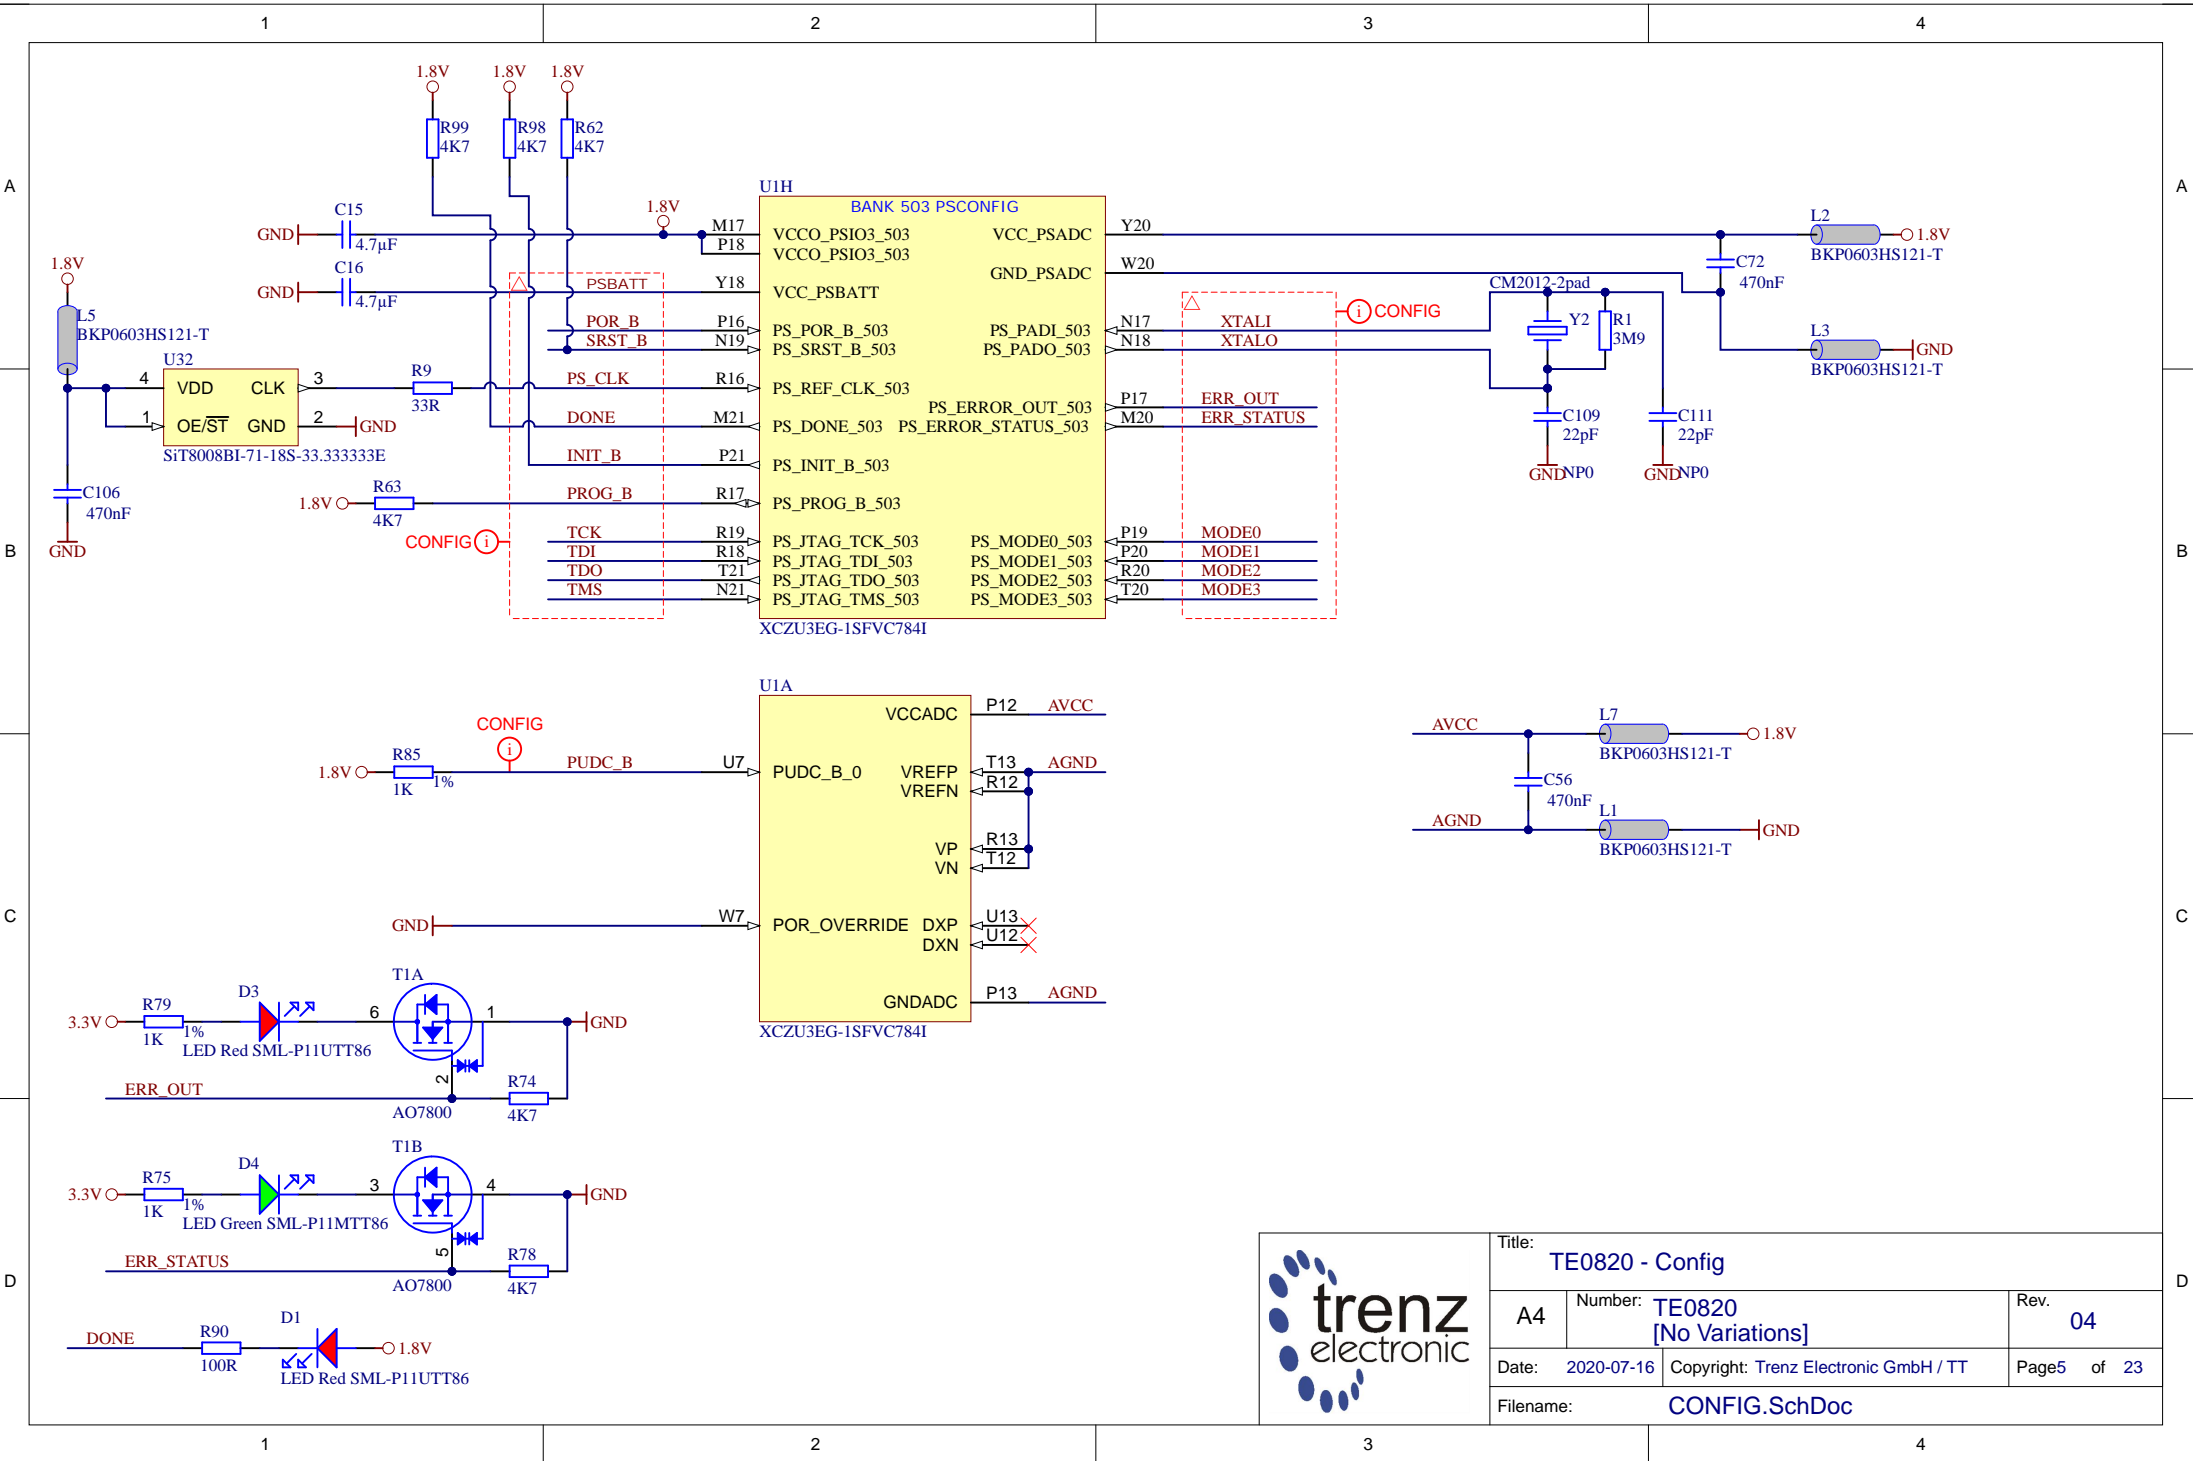 1 2 3 4
A A
B B
C C
D D
1.8V 1.8V 1.8V
R99 4K7
R98 4K7
R62 4K7
GND C15 4.7µF 1.8V
GND C16 4.7µF
1.8V
L5
BKP0603HS121-T
U32
4 VDD CLK 3
1 OE/ST GND 2 GND
SiT8008BI-71-18S-33.333333E
C106
470nF
GND
R9
33R
1.8V R63
4K7
CONFIG i
PSBATT
POR_B
SRST_B
PS_CLK
DONE
INIT_B
PROG_B
TCK
TDI
TDO
TMS
U1H
BANK 503 PSCONFIG
M17 VCCO_PSIO3_503
P18 VCCO_PSIO3_503
Y18 VCC_PSBATT
P16 PS_POR_B_503
N19 PS_SRST_B_503
R16 PS_REF_CLK_503
M21 PS_DONE_503
P21 PS_INIT_B_503
R17 PS_PROG_B_503
R19 PS_JTAG_TCK_503
R18 PS_JTAG_TDI_503
T21 PS_JTAG_TDO_503
N21 PS_JTAG_TMS_503
VCC_PSADC Y20
GND_PSADC W20
PS_PADI_503 N17 XTALI
PS_PADO_503 N18 XTALO
PS_ERROR_OUT_503 P17 ERR_OUT
PS_ERROR_STATUS_503 M20 ERR_STATUS
PS_MODE0_503 P19 MODE0
PS_MODE1_503 P20 MODE1
PS_MODE2_503 R20 MODE2
PS_MODE3_503 T20 MODE3
XCZU3EG-1SFVC784I
i CONFIG
CM2012-2pad
Y2
R1
3M9
C109
22pF
GND NP0
C111
22pF
GND NP0
L2
1.8V
BKP0603HS121-T
C72
470nF
L3
GND
BKP0603HS121-T
U1A
CONFIG
i
1.8V R85
1K 1%
PUDC_B U7 PUDC_B_0
GND W7 POR_OVERRIDE
VCCADC P12 AVCC
VREFP T13 AGND
VREFN R12
VP R13
VN T12
DXP U13
DXN U12
GNDADC P13 AGND
XCZU3EG-1SFVC784I
AVCC L7 1.8V
BKP0603HS121-T
C56
470nF
AGND L1 GND
BKP0603HS121-T
T1A
3.3V R79 D3 6 1 GND
1K 1%
LED Red SML-P11UTT86
2
ERR_OUT R74
AO7800 4K7
T1B
3.3V R75 D4 3 4 GND
1K 1%
LED Green SML-P11MTT86
5
ERR_STATUS R78
AO7800 4K7
DONE R90 D1 1.8V
100R
LED Red SML-P11UTT86
trenz
electronic
Title:
TE0820 - Config
A4 Number: TE0820 Rev.
[No Variations] 04
Date: 2020-07-16 Copyright: Trenz Electronic GmbH / TT Page5 of 23
Filename: CONFIG.SchDoc
1 2 3 4